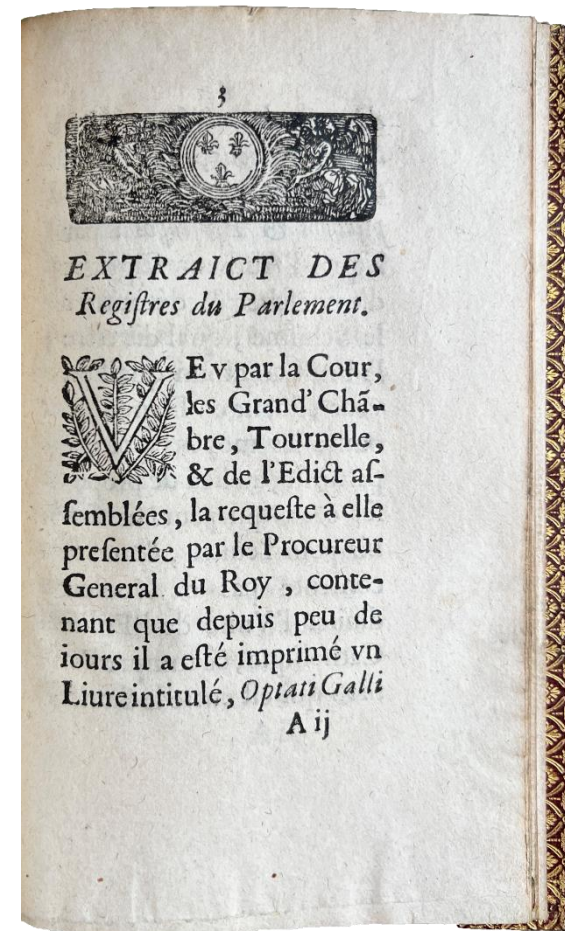 3
EXTRAICT DES
Regiſtres du Parlement.
VEv par la Cour,
les Grand' Chã-
bre, Tournelle,
& de l'Edict aſ-
ſemblées, la requeſte à elle
preſentée par le Procureur
General du Roy, conte-
nant que depuis peu de
iours il a eſté imprimé vn
Liure intitulé, Optati Galli
A ij